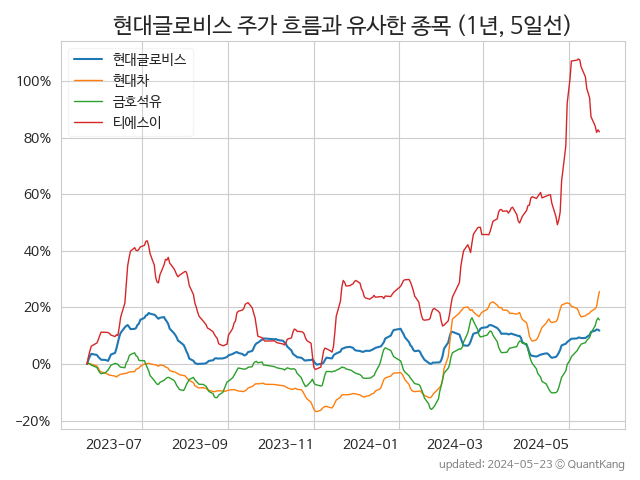 현대글로비스 주가 흐름과 유사한 종목 (1년, 5일선)
현대글로비스
현대차
금호석유
티에스이
100%
80%
60%
40%
20%
0%
−20%
2023-07 2023-09 2023-11 2024-01 2024-03 2024-05
updated: 2024-05-23 © QuantKang